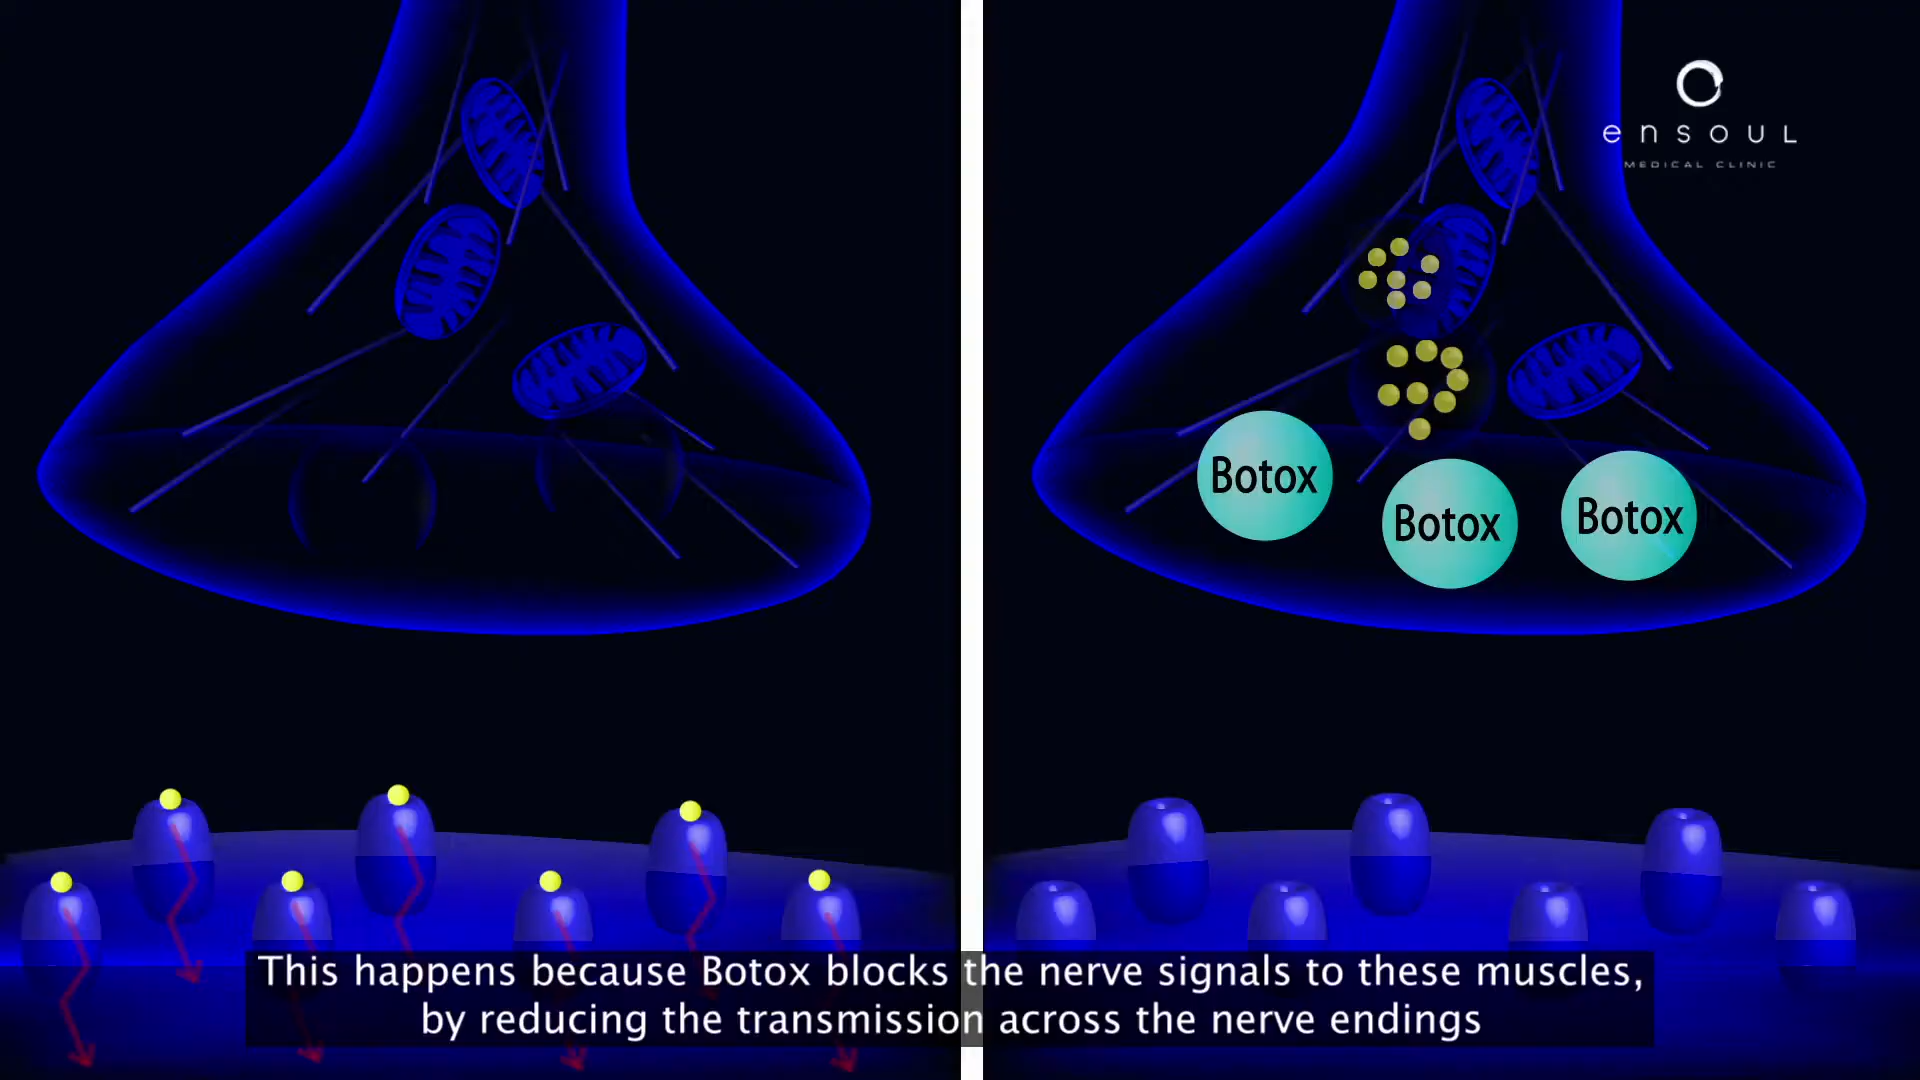 ensoul
MEDICAL CLINIC
Botox
Botox
Botox
This happens because Botox blocks the nerve signals to these muscles,
by reducing the transmission across the nerve endings